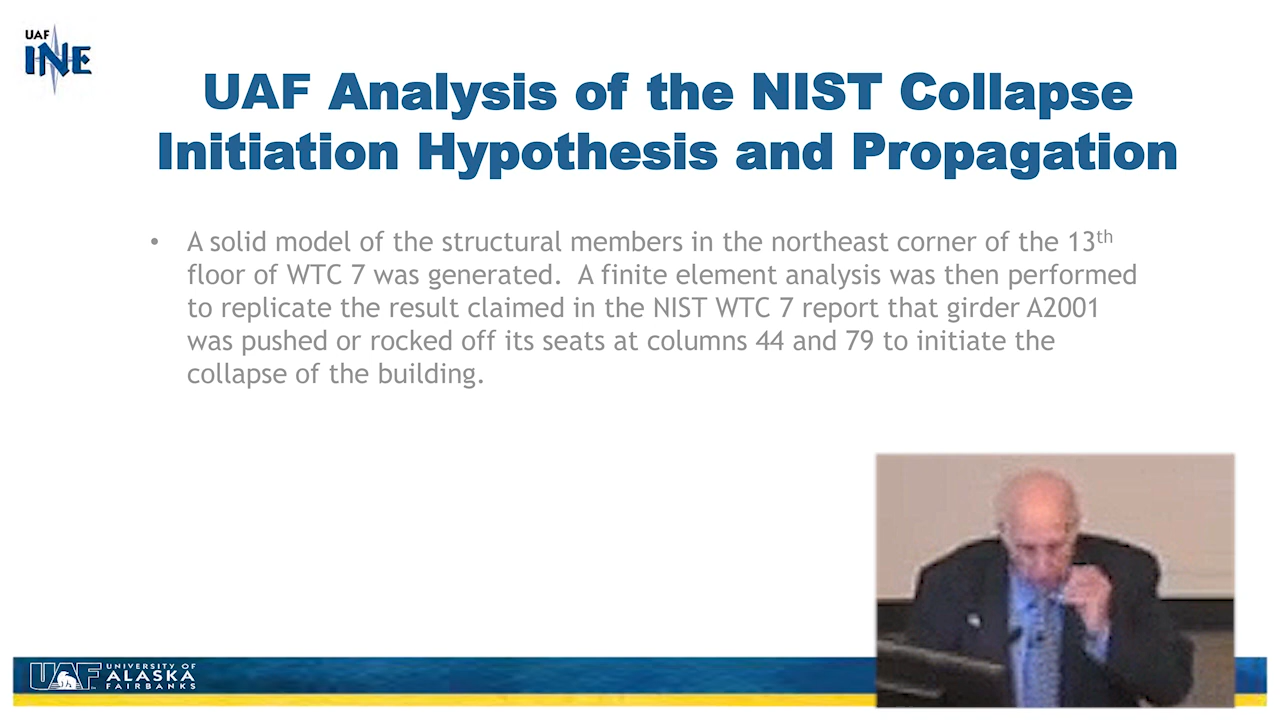 UAF
INE
UAF Analysis of the NIST Collapse
Initiation Hypothesis and Propagation
• A solid model of the structural members in the northeast corner of the 13th
floor of WTC 7 was generated.  A finite element analysis was then performed
to replicate the result claimed in the NIST WTC 7 report that girder A2001
was pushed or rocked off its seats at columns 44 and 79 to initiate the
collapse of the building.
UAF UNIVERSITY OF
ALASKA
FAIRBANKS